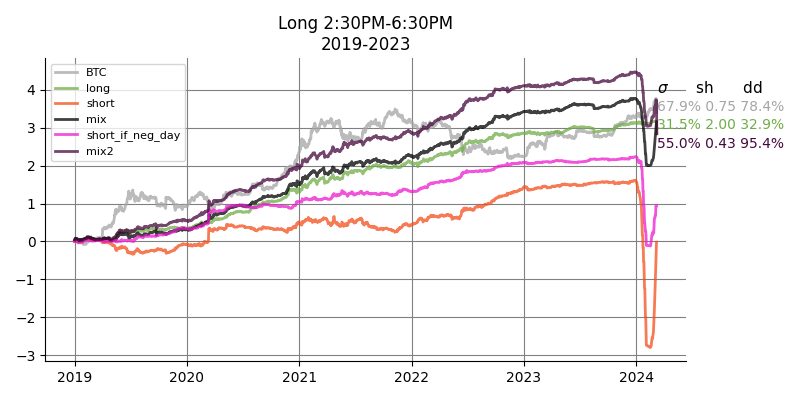 Long 2:30PM-6:30PM
2019-2023
BTC
long
short
mix
short_if_neg_day
mix2
σ sh dd
67.9% 0.75 78.4%
31.5% 2.00 32.9%
55.0% 0.43 95.4%
4
3
2
1
0
−1
−2
−3
2019 2020 2021 2022 2023 2024